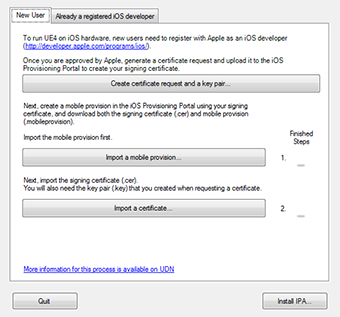 New User
Already a registered iOS developer
To run UE4 on iOS hardware, new users need to register with Apple as an iOS developer
(http://developer.apple.com/programs/ios/).
Once you are approved by Apple, generate a certificate request and upload it to the iOS
Provisioning Portal to create your signing certificate.
Create certificate request and a key pair...
Next, create a mobile provision in the iOS Provisioning Portal using your signing
certificate, and download both the signing certificate (.cer) and mobile provision
(.mobileprovision).
Import the mobile provision first.
Finished
Steps
Import a mobile provision...
1.
Next, import the signing certificate (.cer).
You will also need the key pair (.key) that you created when requesting a certificate.
Import a certificate...
2.
More information for this process is available on UDN
Quit
Install IPA...